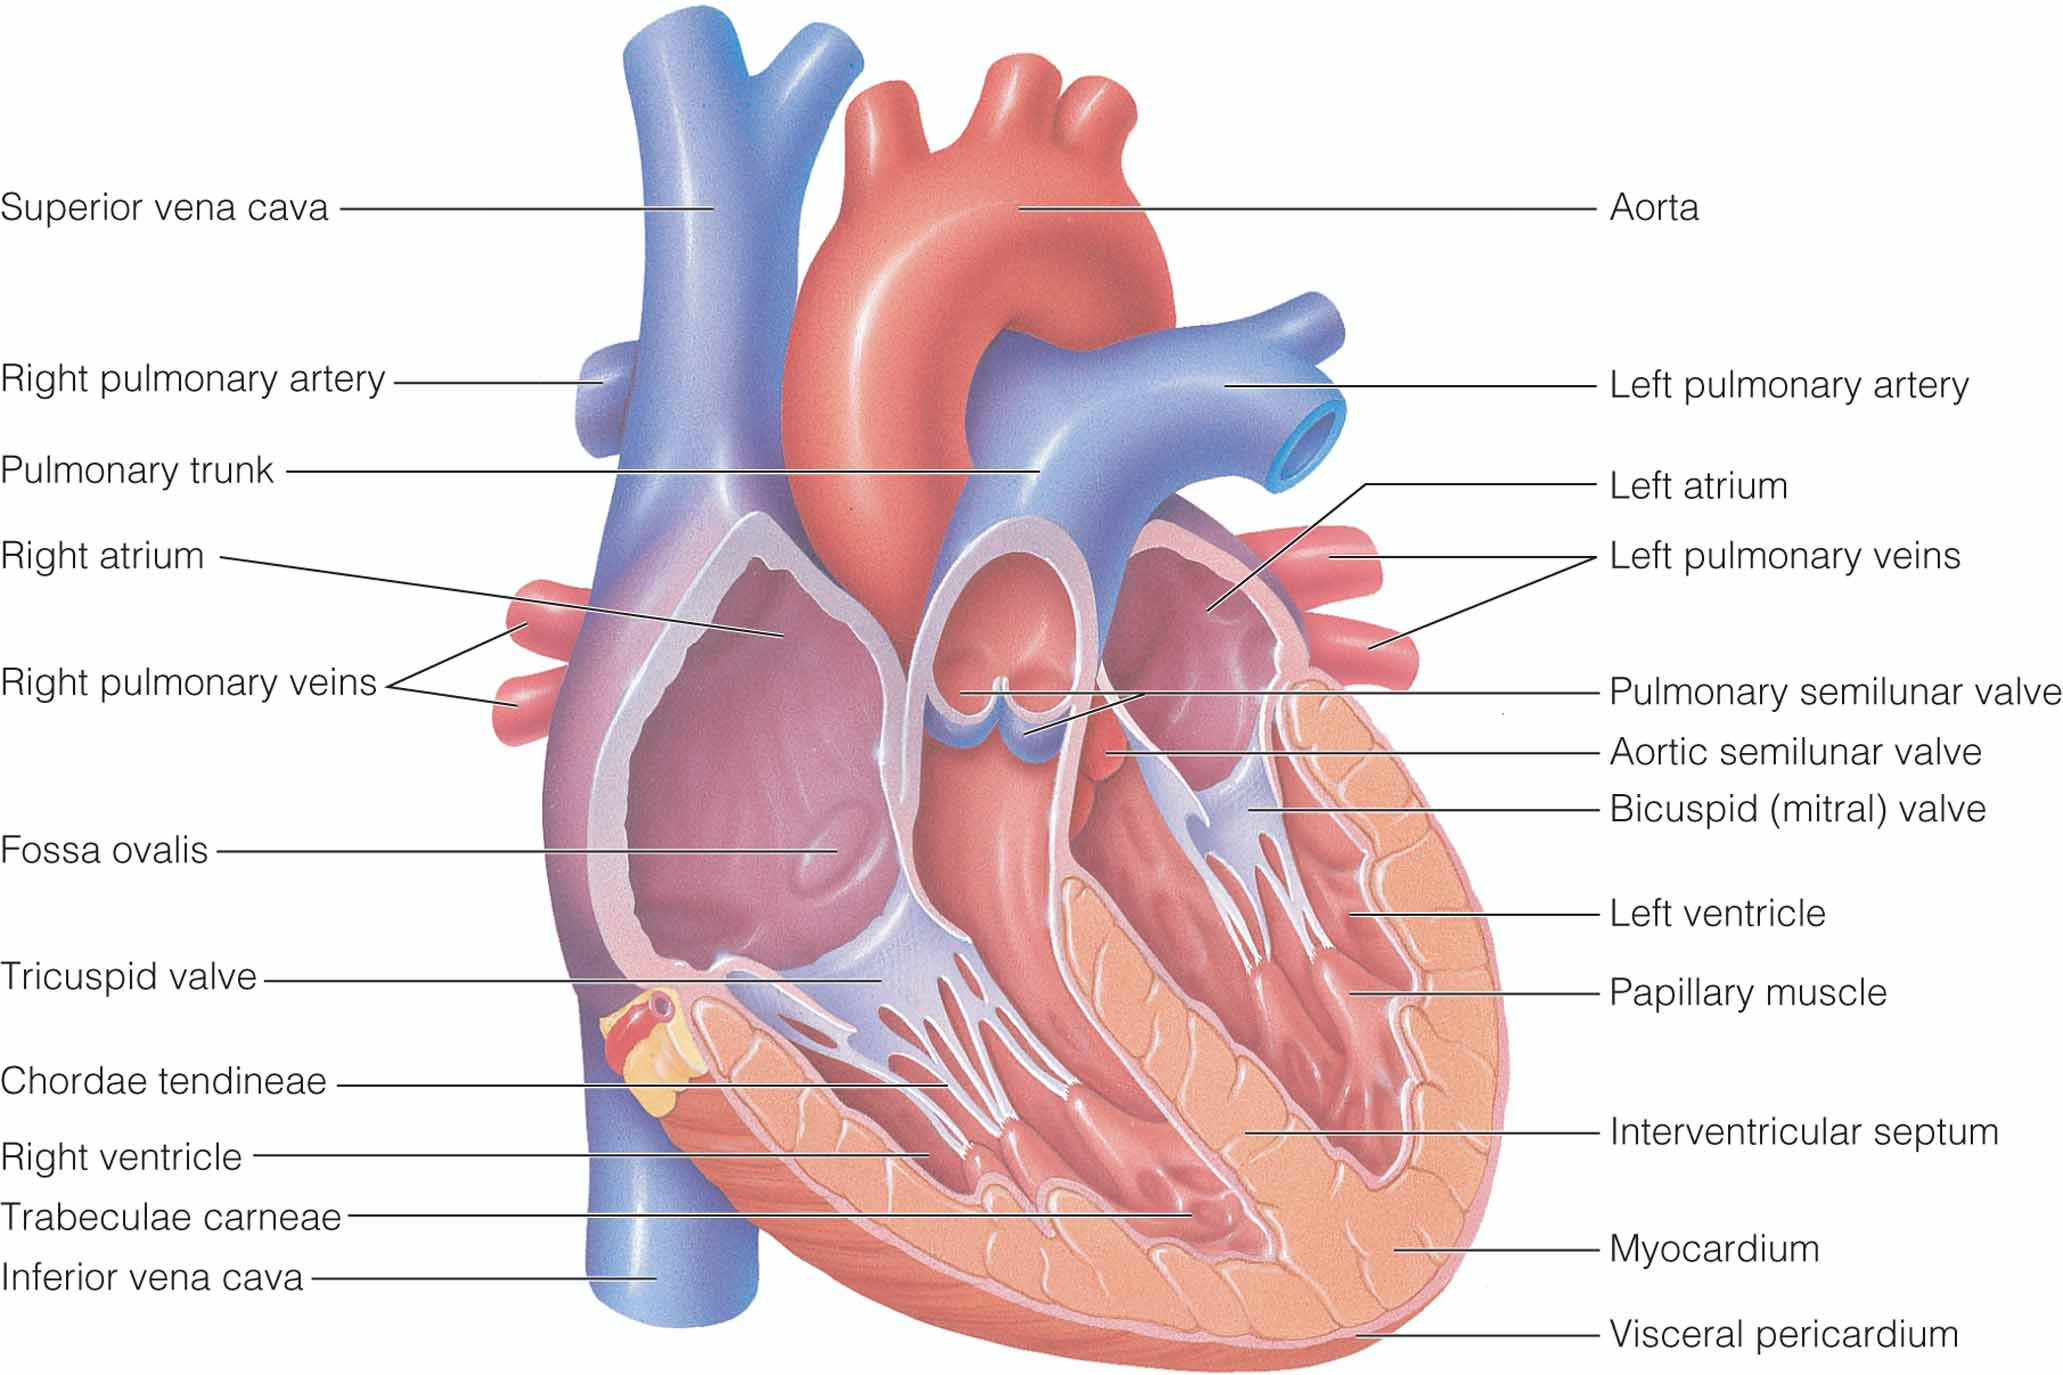 Superior vena cava
Right pulmonary artery
Pulmonary trunk
Right atrium
Right pulmonary veins
Fossa ovalis
Tricuspid valve
Chordae tendineae
Right ventricle
Trabeculae carneae
Inferior vena cava
Aorta
Left pulmonary artery
Left atrium
Left pulmonary veins
Pulmonary semilunar valve
Aortic semilunar valve
Bicuspid (mitral) valve
Left ventricle
Papillary muscle
Interventricular septum
Myocardium
Visceral pericardium